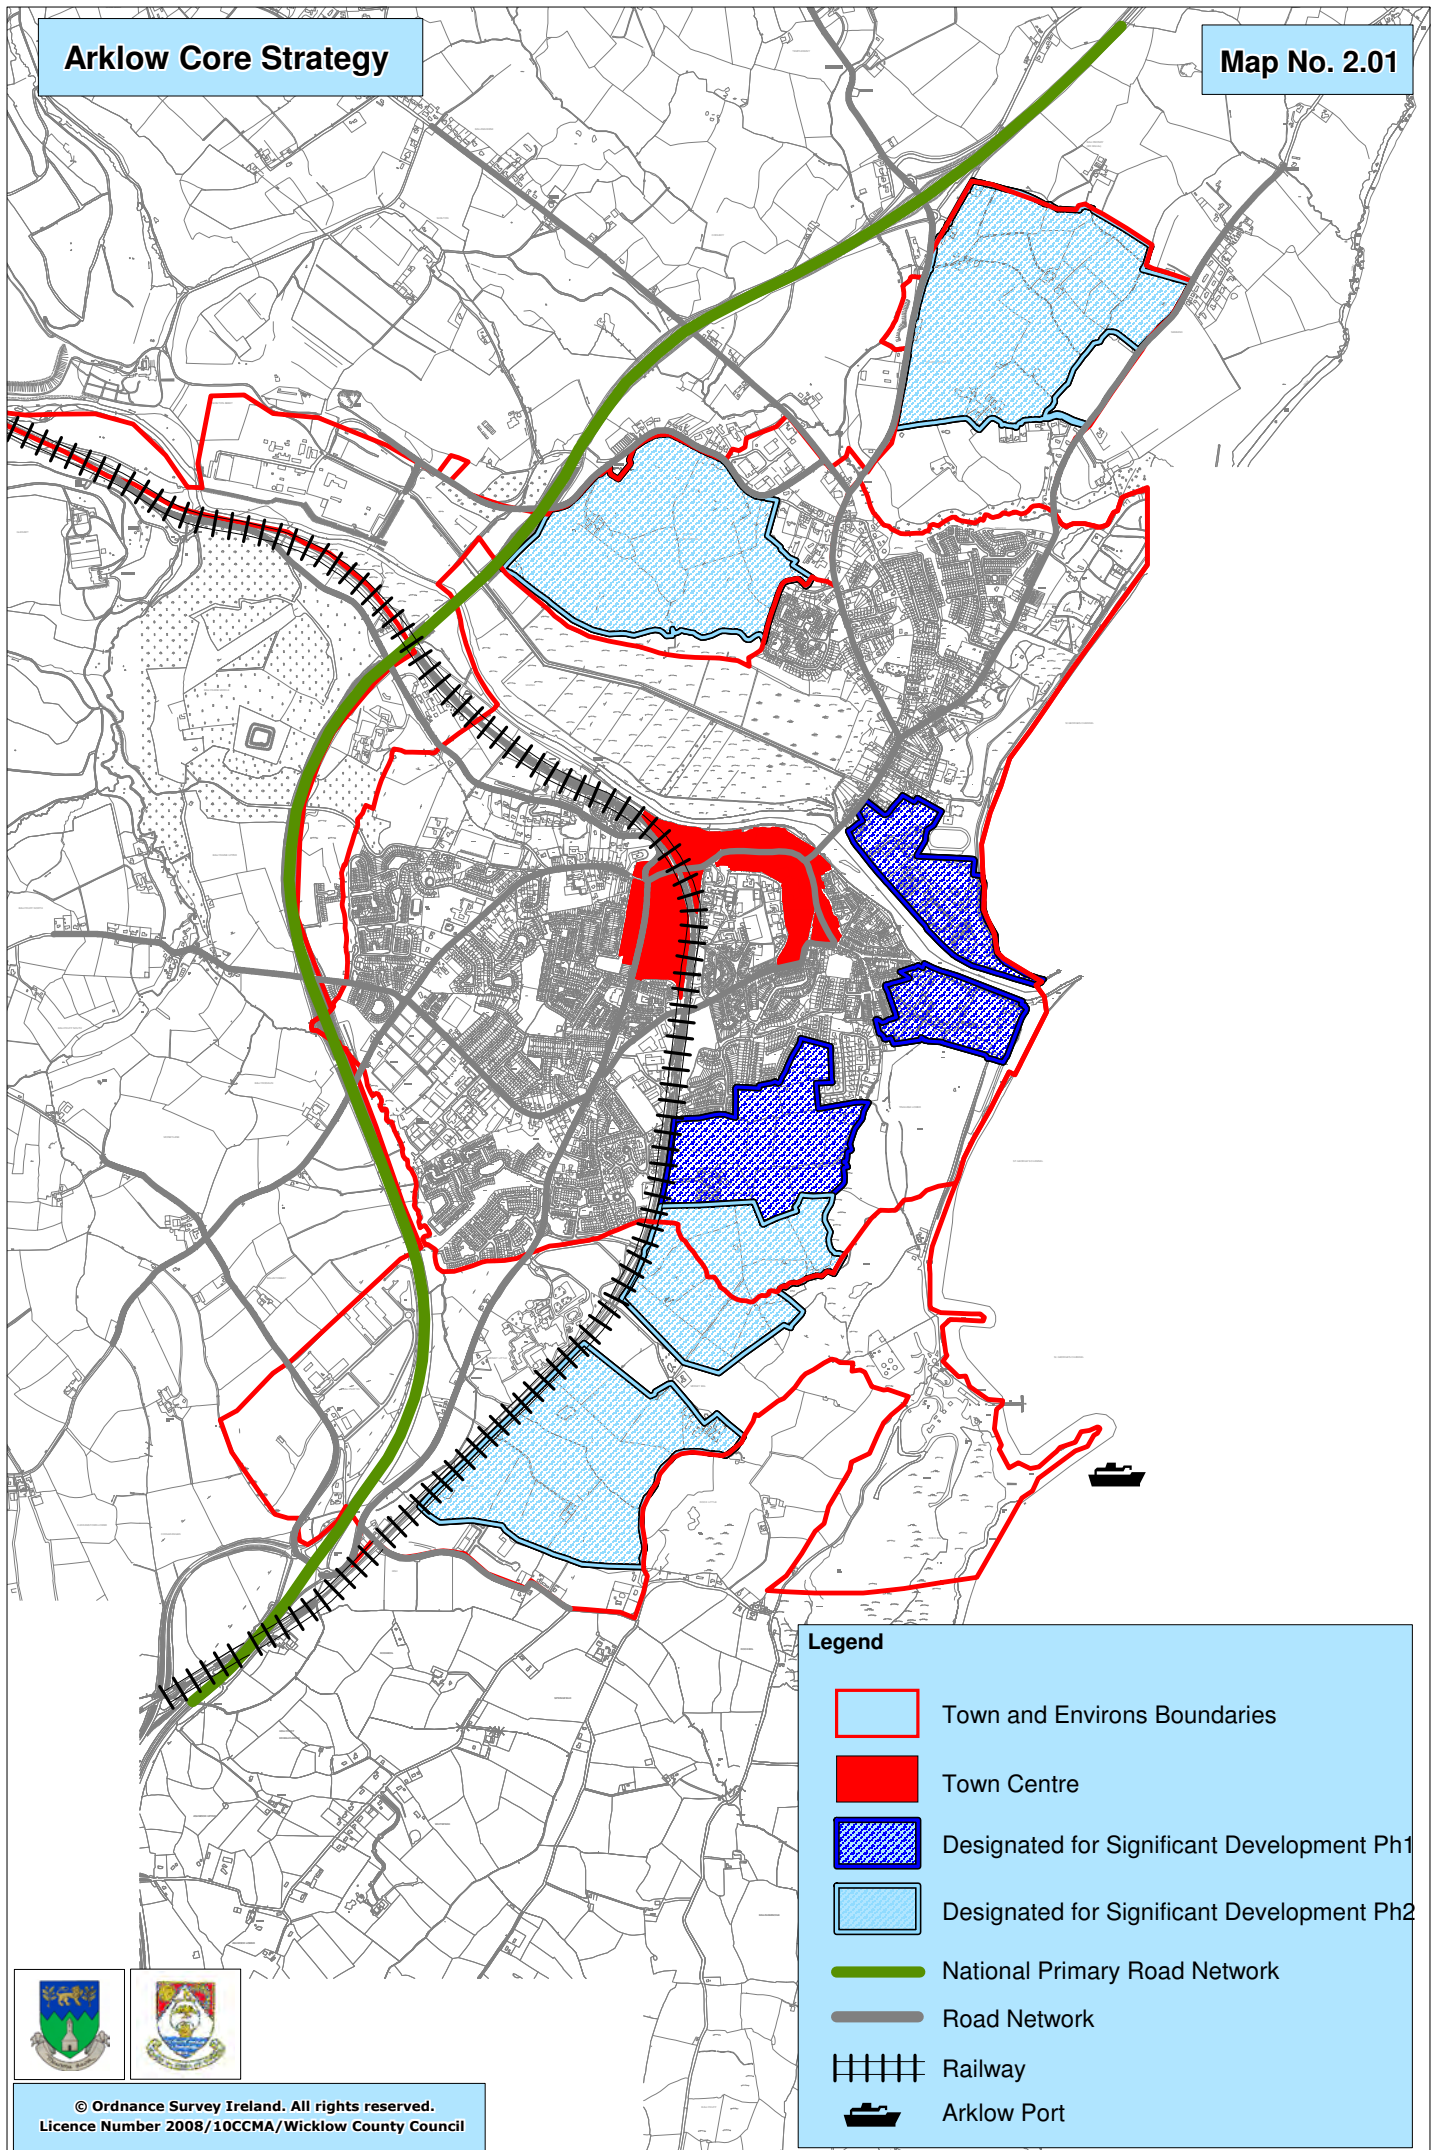 Arklow Core Strategy
Map No. 2.01
Legend
Town and Environs Boundaries
Town Centre
Designated for Significant Development Ph1
Designated for Significant Development Ph2
National Primary Road Network
Road Network
Railway
Arklow Port
© Ordnance Survey Ireland. All rights reserved.
Licence Number 2008/10CCMA/Wicklow County Council